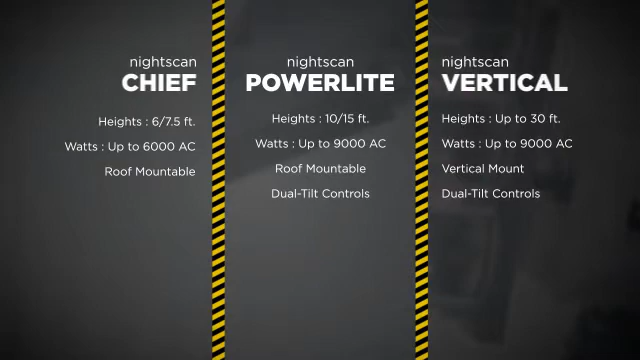 nightscan
CHIEF
Heights : 6/7.5 ft.
Watts : Up to 6000 AC
Roof Mountable
nightscan
POWERLITE
Heights : 10/15 ft.
Watts : Up to 9000 AC
Roof Mountable
Dual-Tilt Controls
nightscan
VERTICAL
Heights : Up to 30 ft.
Watts : Up to 9000 AC
Vertical Mount
Dual-Tilt Controls